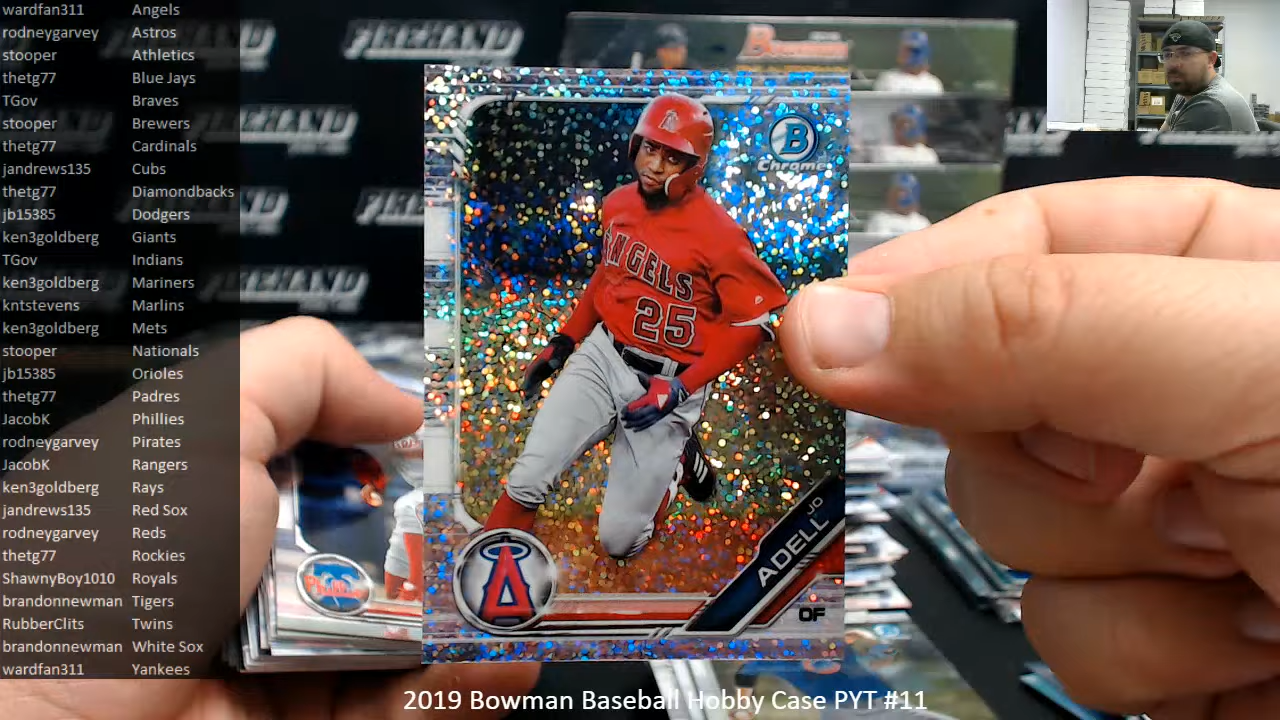 wardfan311 Angels
rodneygarvey Astros
stooper Athletics
thetg77 Blue Jays
TGov Braves
stooper Brewers
thetg77 Cardinals
jandrews135 Cubs
thetg77 Diamondbacks
jb15385 Dodgers
ken3goldberg Giants
TGov Indians
ken3goldberg Mariners
kntstevens Marlins
ken3goldberg Mets
stooper Nationals
jb15385 Orioles
thetg77 Padres
JacobK Phillies
rodneygarvey Pirates
JacobK Rangers
ken3goldberg Rays
jandrews135 Red Sox
rodneygarvey Reds
thetg77 Rockies
ShawnyBoy1010 Royals
brandonnewman Tigers
RubberClits Twins
brandonnewman White Sox
wardfan311 Yankees
FIREHAND
FIREHAND
Bowman
B
Chrome
ANGELS
25
A
JO
ADELL
OF
Phillies
2019 Bowman Baseball Hobby Case PYT #11